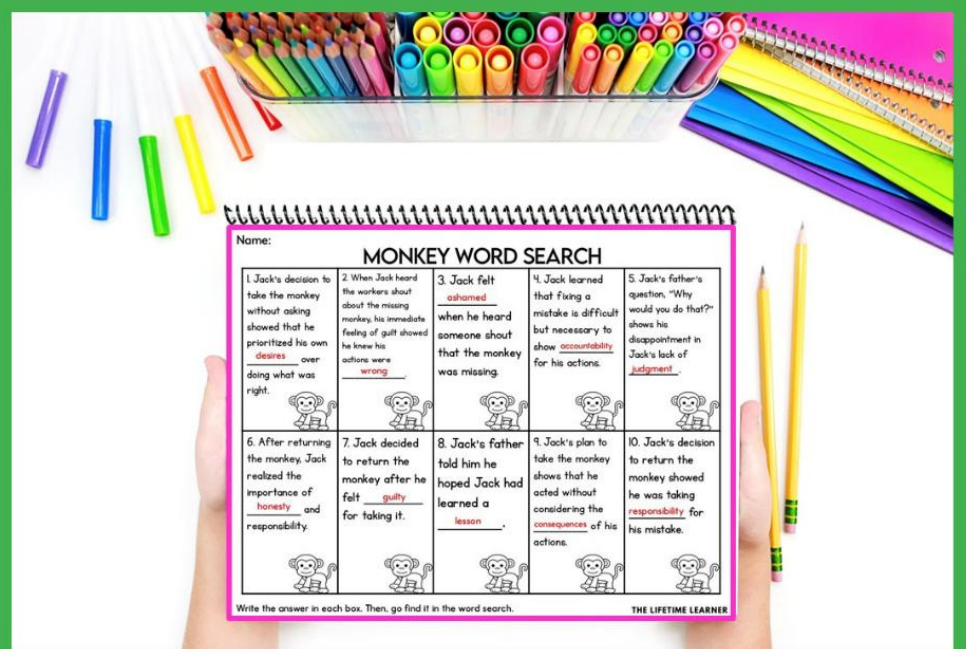 Name:
MONKEY WORD SEARCH
1. Jack's decision to
take the monkey
without asking
showed that he
prioritized his own
desires over
doing what was
right.
2. When Jack heard
the workers shout
about the missing
monkey, his immediate
feeling of guilt showed
he knew his
actions were
wrong.
3. Jack felt
ashamed
when he heard
someone shout
that the monkey
was missing.
4. Jack learned
that fixing a
mistake is difficult
but necessary to
show accountability
for his actions.
5. Jack's father's
question, "Why
would you do that?"
shows his
disappointment in
Jack's lack of
judgment.
6. After returning
the monkey, Jack
realized the
importance of
honesty and
responsibility.
7. Jack decided
to return the
monkey after he
felt guilty
for taking it.
8. Jack's father
told him he
hoped Jack had
learned a
lesson.
9. Jack's plan to
take the monkey
shows that he
acted without
considering the
consequences of his
actions.
10. Jack's decision
to return the
monkey showed
he was taking
responsibility for
his mistake.
Write the answer in each box. Then, go find it in the word search.
THE LIFETIME LEARNER